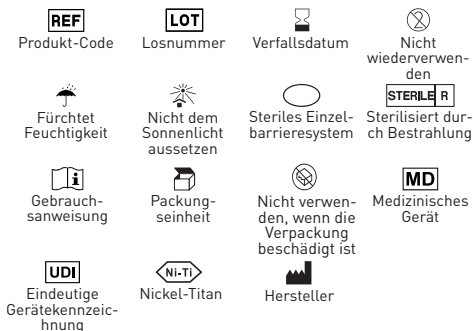 REF
Produkt-Code
LOT
Losnummer
Verfallsdatum
2
Nicht
wiederverwen-
den
Fürchtet
Feuchtigkeit
Nicht dem
Sonnenlicht
aussetzen
Steriles Einzel-
barrieresystem
STERILE R
Sterilisiert dur-
ch Bestrahlung
i
Gebrauch-
sanweisung
Packung-
seinheit
Nicht verwen-
den, wenn die
Verpackung
beschädigt ist
MD
Medizinisches
Gerät
UDI
Eindeutige
Gerätekennzeic-
hnung
Ni-Ti
Nickel-Titan
Hersteller